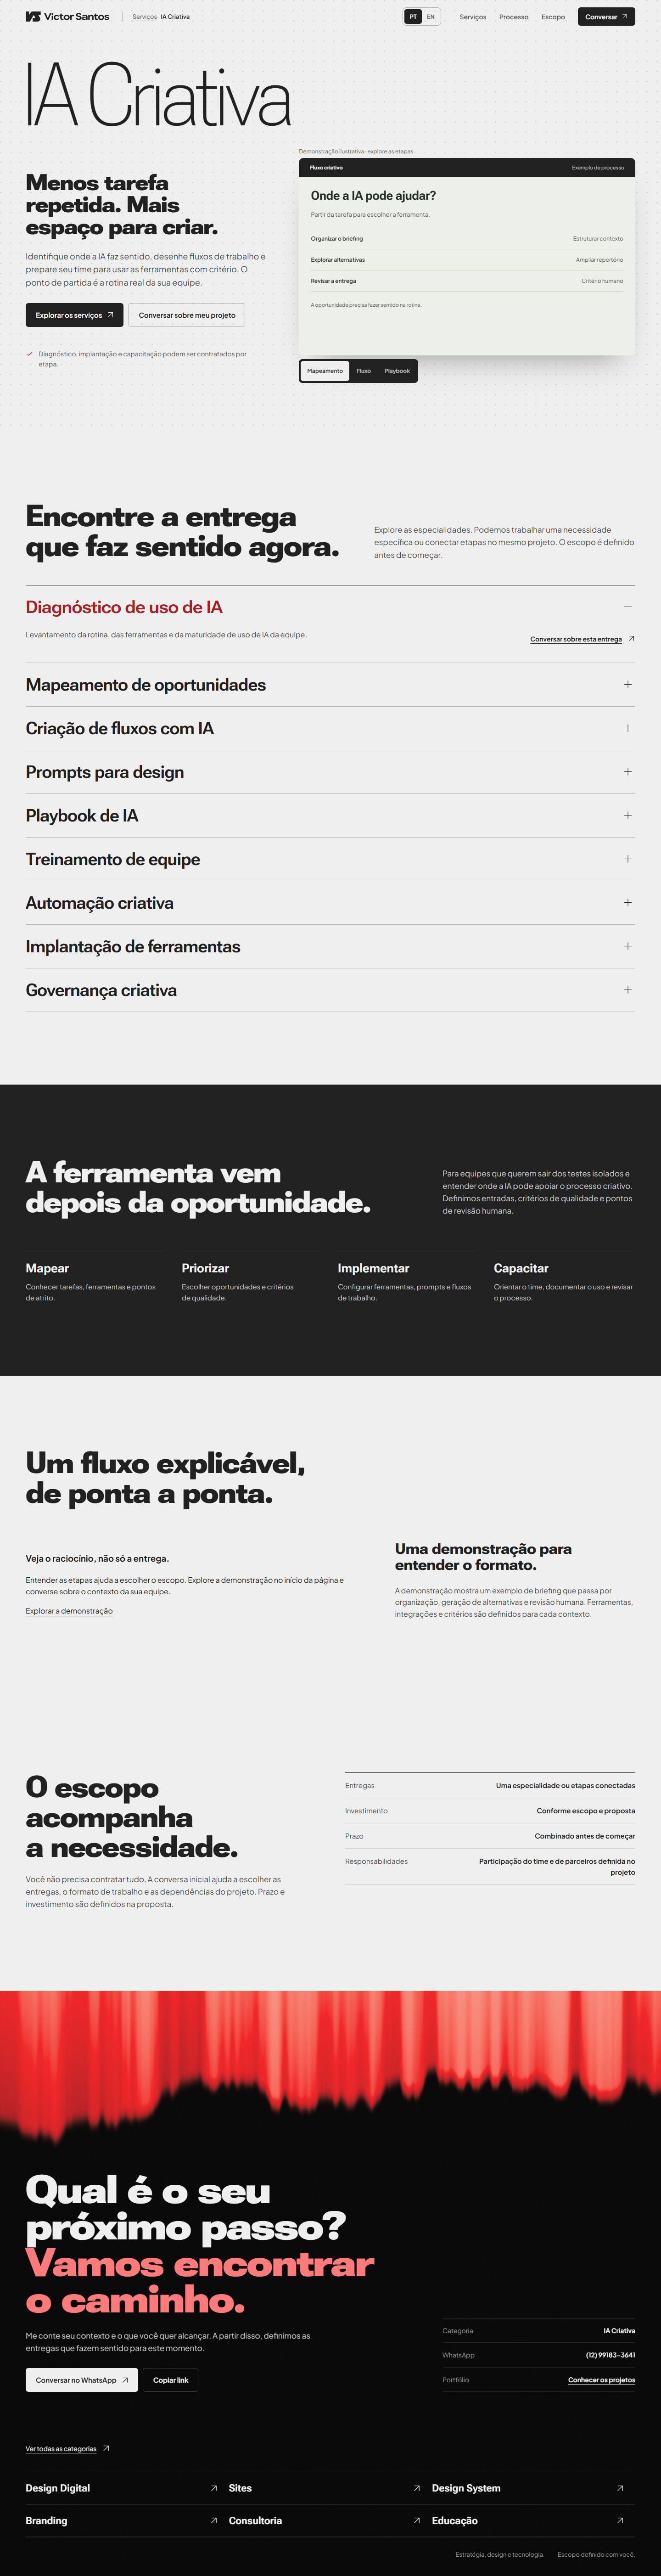 Victor Santos
Serviços IA Criativa
PT EN
Serviços Processo Escopo
Conversar
IA Criativa
Demonstração ilustrativa · explore as etapas.
Menos tarefa
repetida. Mais
espaço para criar.
Identifique onde a IA faz sentido, desenhe fluxos de trabalho e
prepare seu time para usar as ferramentas com critério. O
ponto de partida é a rotina real da sua equipe.
Explorar os serviços
Conversar sobre meu projeto
Diagnóstico, implantação e capacitação podem ser contratados por
etapa.
Fluxo criativo
Exemplo de processo
Onde a IA pode ajudar?
Partir da tarefa para escolher a ferramenta.
Organizar o briefing
Estruturar contexto
Explorar alternativas
Ampliar repertório
Revisar a entrega
Critério humano
A oportunidade precisa fazer sentido na rotina.
Mapeamento Fluxo Playbook
Encontre a entrega
que faz sentido agora.
Explore as especialidades. Podemos trabalhar uma necessidade
específica ou conectar etapas no mesmo projeto. O escopo é definido
antes de começar.
Diagnóstico de uso de IA
Levantamento da rotina, das ferramentas e da maturidade de uso de IA da equipe.
Conversar sobre esta entrega
Mapeamento de oportunidades
Criação de fluxos com IA
Prompts para design
Playbook de IA
Treinamento de equipe
Automação criativa
Implantação de ferramentas
Governança criativa
A ferramenta vem
depois da oportunidade.
Para equipes que querem sair dos testes isolados e
entender onde a IA pode apoiar o processo criativo.
Definimos entradas, critérios de qualidade e pontos
de revisão humana.
Mapear
Conhecer tarefas, ferramentas e pontos
de atrito.
Priorizar
Escolher oportunidades e critérios
de qualidade.
Implementar
Configurar ferramentas, prompts e fluxos
de trabalho.
Capacitar
Orientar o time, documentar o uso e revisar
o processo.
Um fluxo explicável,
de ponta a ponta.
Veja o raciocínio, não só a entrega.
Entender as etapas ajuda a escolher o escopo. Explore a demonstração no início da página e
converse sobre o contexto da sua equipe.
Explorar a demonstração
Uma demonstração para
entender o formato.
A demonstração mostra um exemplo de briefing que passa por
organização, geração de alternativas e revisão humana. Ferramentas,
integrações e critérios são definidos para cada contexto.
O escopo
acompanha
a necessidade.
Você não precisa contratar tudo. A conversa inicial ajuda a escolher as
entregas, o formato de trabalho e as dependências do projeto. Prazo e
investimento são definidos na proposta.
Entregas
Uma especialidade ou etapas conectadas
Investimento
Conforme escopo e proposta
Prazo
Combinado antes de começar
Responsabilidades
Participação do time e de parceiros definida no
projeto
Qual é o seu
próximo passo?
Vamos encontrar
o caminho.
Me conte seu contexto e o que você quer alcançar. A partir disso, definimos as
entregas que fazem sentido para este momento.
Conversar no WhatsApp
Copiar link
Categoria
IA Criativa
WhatsApp
(12) 99183-3641
Portfólio
Conhecer os projetos
Ver todas as categorias
Design Digital
Sites
Design System
Branding
Consultoria
Educação
Estratégia, design e tecnologia.
Escopo definido com você.